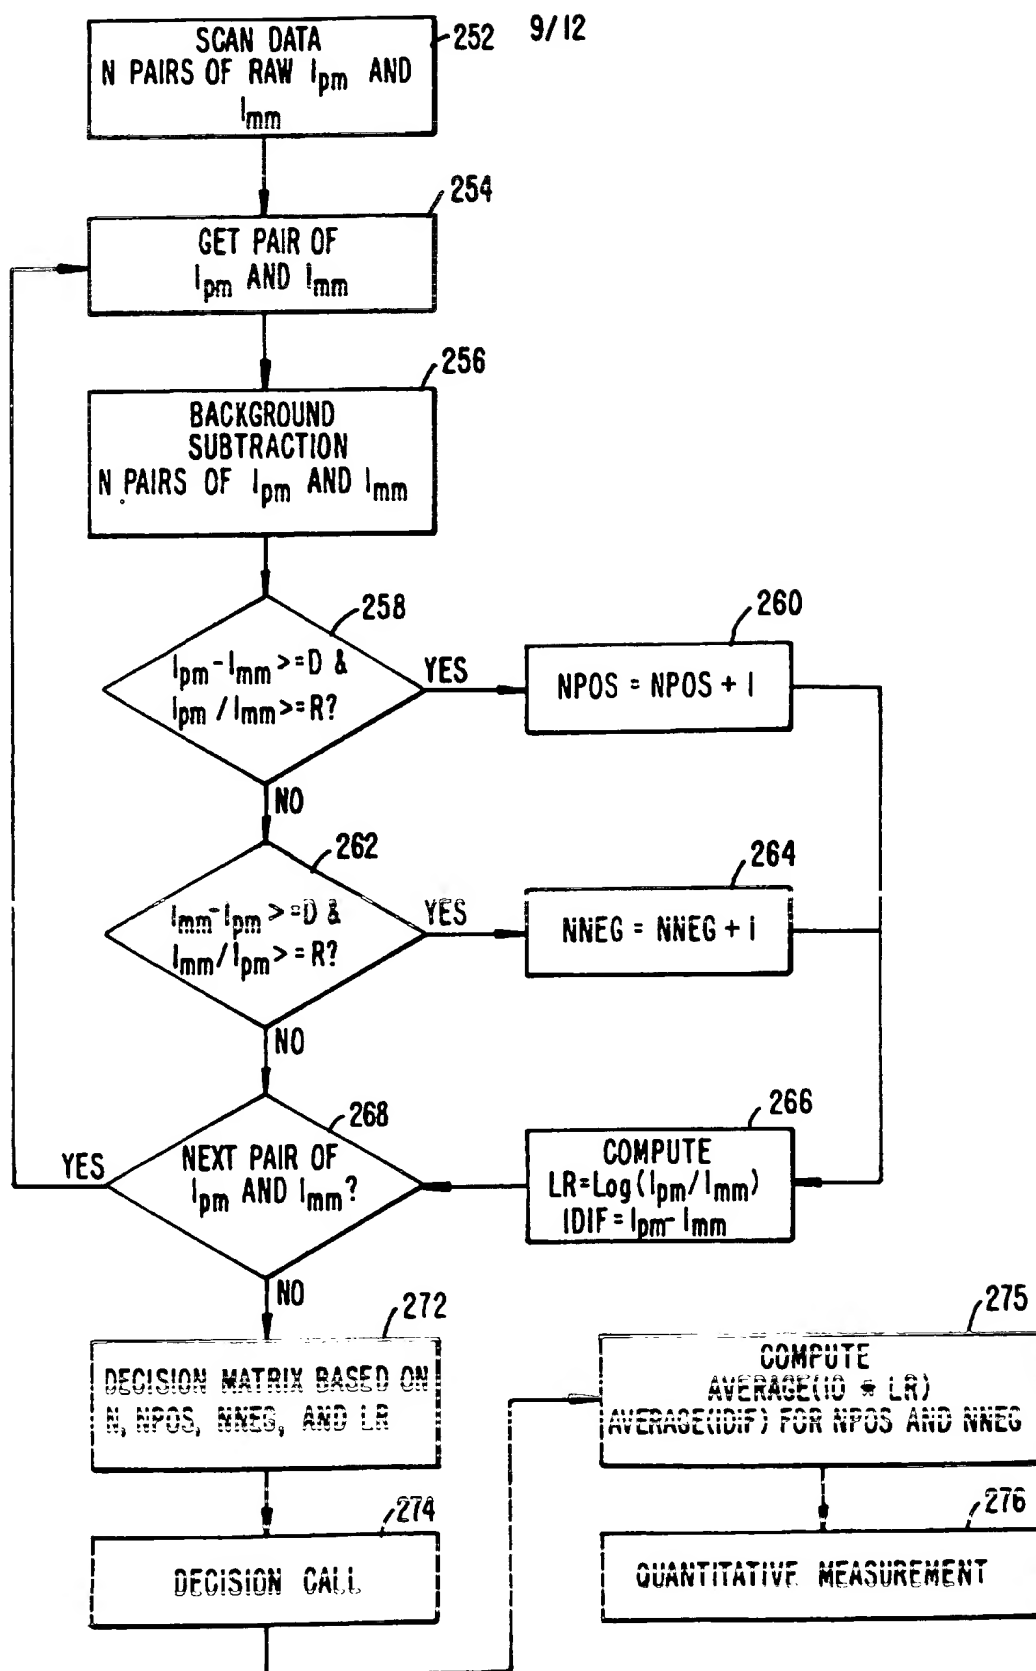 9/12
252
SCAN DATA
N PAIRS OF RAW Ipm AND
Imm
254
GET PAIR OF
Ipm AND Imm
256
BACKGROUND
SUBTRACTION
N PAIRS OF Ipm AND Imm
258
Ipm-Imm >=D &
Ipm / Imm >=R?
YES
260
NPOS = NPOS + 1
NO
262
Imm-Ipm >=D &
Imm/Ipm >=R?
YES
264
NNEG = NNEG + 1
NO
268
NEXT PAIR OF
Ipm AND Imm?
YES
266
COMPUTE
LR=Log(Ipm/Imm)
IDIF=Ipm-Imm
NO
272
DECISION MATRIX BASED ON
N, NPOS, NNEG, AND LR
274
DECISION CALL
275
COMPUTE
AVERAGE(10 * LR)
AVERAGE(IDIF) FOR NPOS AND NNEG
276
QUANTITATIVE MEASUREMENT